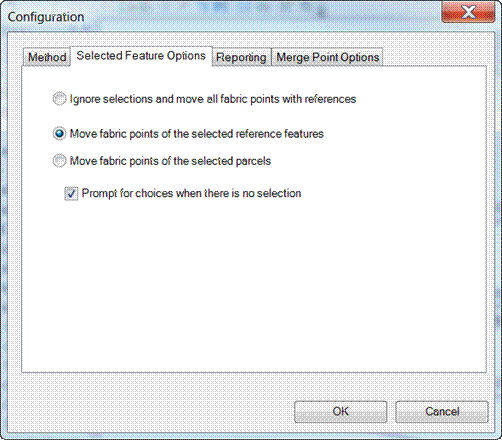 Configuration
Method Selected Feature Options Reporting Merge Point Options
Ignore selections and move all fabric points with references
Move fabric points of the selected reference features
Move fabric points of the selected parcels
Prompt for choices when there is no selection
OK Cancel